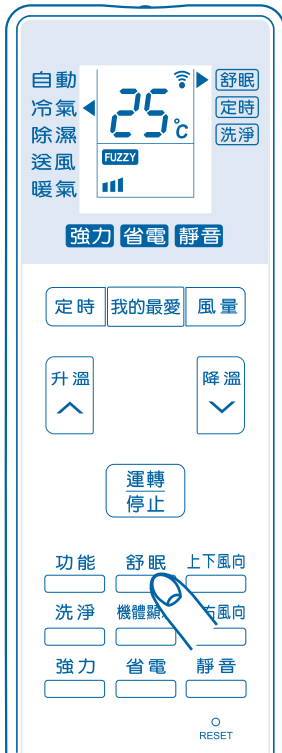 自動
冷氣
除濕
送風
暖氣
25℃
FUZZY
舒眠
定時
洗淨
強力 省電 靜音
定時 我的最愛 風量
升溫 降溫
運轉
停止
功能 舒眠 上下風向
洗淨 機體顯 風向
強力 省電 靜音
RESET